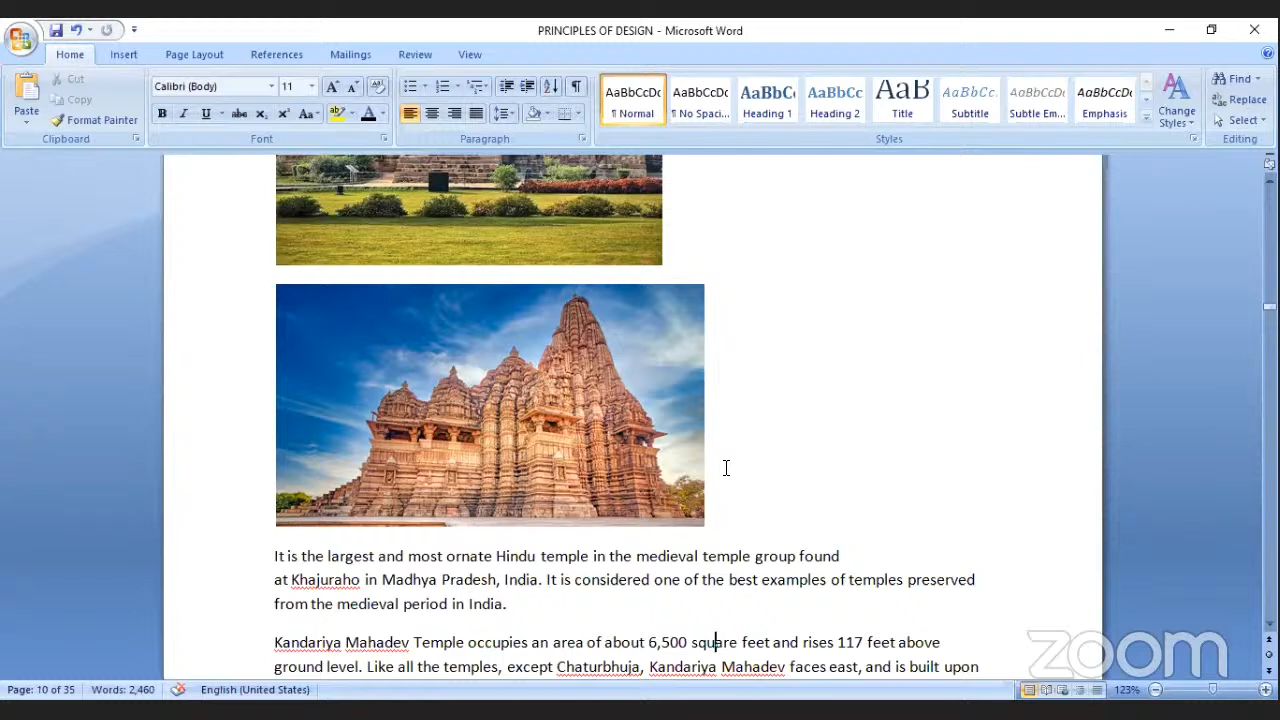 PRINCIPLES OF DESIGN - Microsoft Word
Home Insert Page Layout References Mailings Review View
Paste
Cut
Copy
Format Painter
Clipboard
Calibri (Body) 11
Font
Paragraph
AaBbCcDc AaBbCcDc AaBbCc AaBbCc AaB AaBbCc. AaBbCcDc AaBbCcDc
¶ Normal ¶ No Spaci... Heading 1 Heading 2 Title Subtitle Subtle Em... Emphasis
Change
Styles
Styles
Find
Replace
Select
Editing
It is the largest and most ornate Hindu temple in the medieval temple group found
at Khajuraho in Madhya Pradesh, India. It is considered one of the best examples of temples preserved
from the medieval period in India.
Kandariya Mahadev Temple occupies an area of about 6,500 square feet and rises 117 feet above
ground level. Like all the temples, except Chaturbhuja, Kandariya Mahadev faces east, and is built upon
zoom
Page: 10 of 35 Words: 2,460 English (United States) 123%